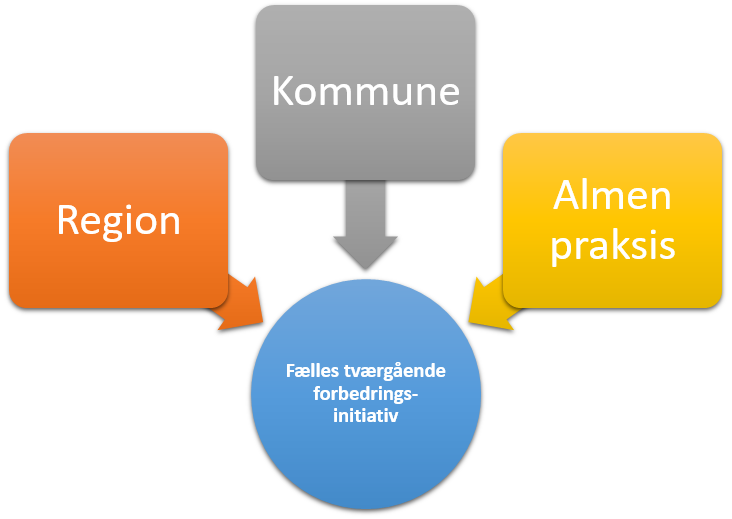 Kommune
Region
Almen
praksis
Fælles tværgående
forbedrings-
initiativ